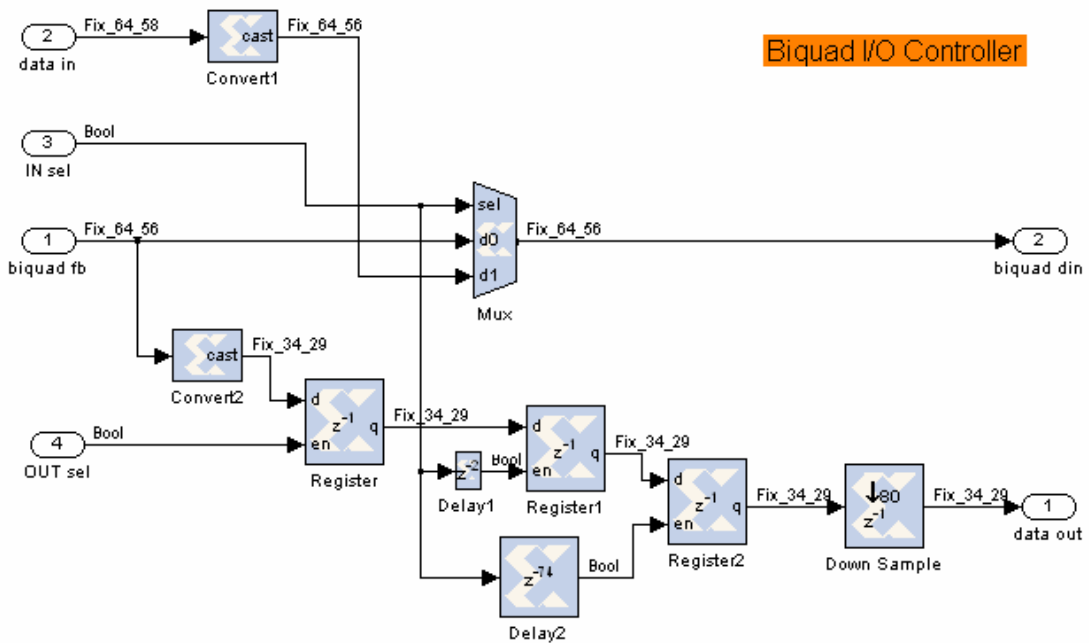 Fix_64_58
2
data in
cast
Convert1
Fix_64_56
Biquad I/O Controller
3
IN sel
Bool
1
biquad fb
Fix_64_56
sel
d0
d1
Mux
Fix_64_56
2
biquad din
cast
Convert2
Fix_34_29
4
OUT sel
Bool
d
en
z-1
q
Register
Fix_34_29
z-2
Delay1
Bool
d
en
z-1
q
Register1
Fix_34_29
z-74
Delay2
Bool
d
en
z-1
q
Register2
Fix_34_29
↓80
z-1
Down Sample
Fix_34_29
1
data out